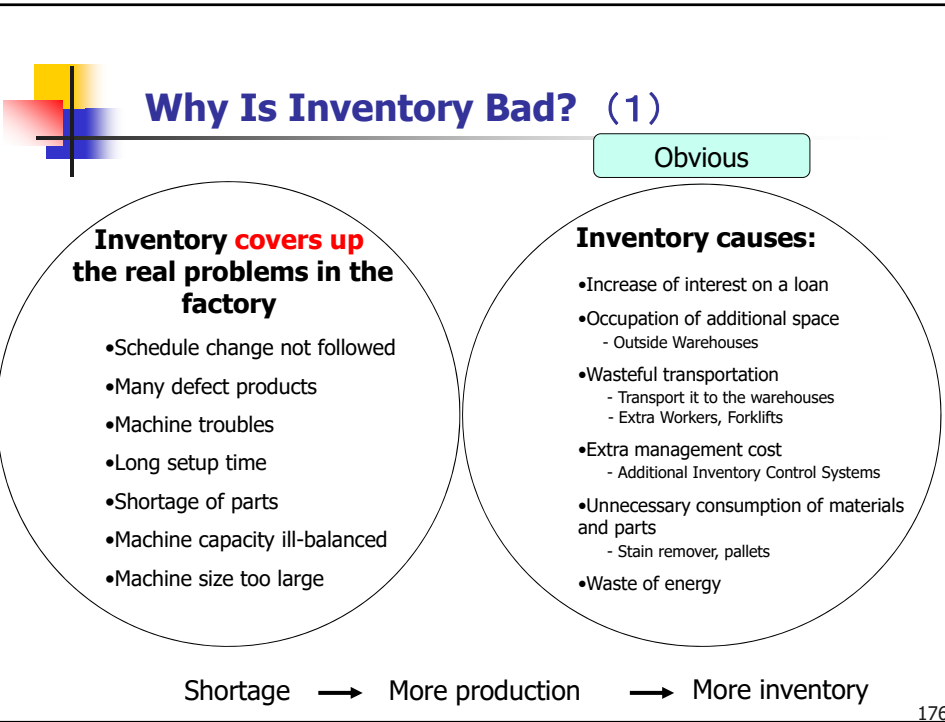 Why Is Inventory Bad? （1）
Obvious
Inventory covers up
the real problems in the
factory
•Schedule change not followed
•Many defect products
•Machine troubles
•Long setup time
•Shortage of parts
•Machine capacity ill-balanced
•Machine size too large
Inventory causes:
•Increase of interest on a loan
•Occupation of additional space
- Outside Warehouses
•Wasteful transportation
- Transport it to the warehouses
- Extra Workers, Forklifts
•Extra management cost
- Additional Inventory Control Systems
•Unnecessary consumption of materials
and parts
- Stain remover, pallets
•Waste of energy
Shortage → More production → More inventory
176